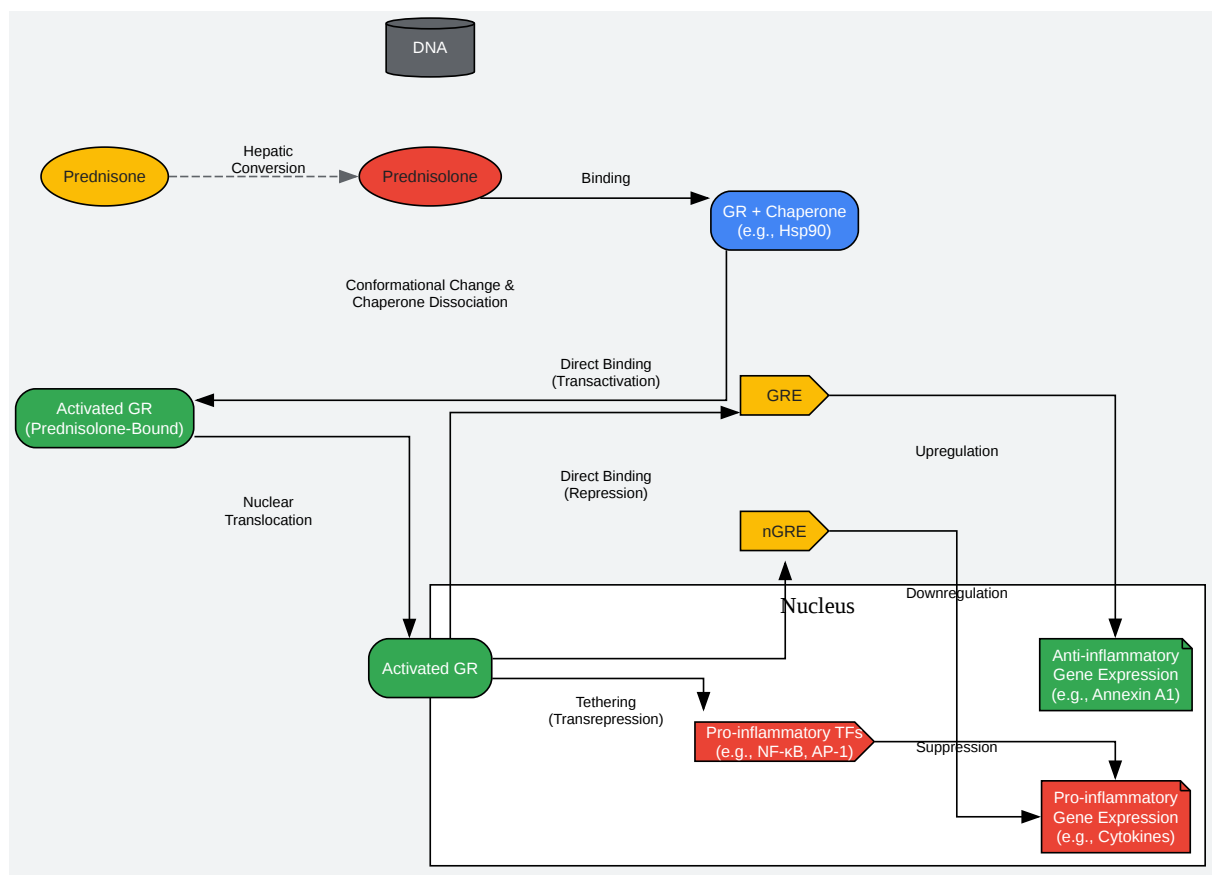 DNA
Hepatic
Conversion
Prednisone
Prednisolone
Binding
GR + Chaperone
(e.g., Hsp90)
Conformational Change &
Chaperone Dissociation
Direct Binding
(Transactivation)
GRE
Activated GR
(Prednisolone-Bound)
Upregulation
Direct Binding
(Repression)
Nuclear
Translocation
nGRE
Downregulation
Nucleus
Activated GR
Anti-inflammatory
Gene Expression
(e.g., Annexin A1)
Tethering
(Transrepression)
Pro-inflammatory TFs
(e.g., NF-κB, AP-1)
Suppression
Pro-inflammatory
Gene Expression
(e.g., Cytokines)